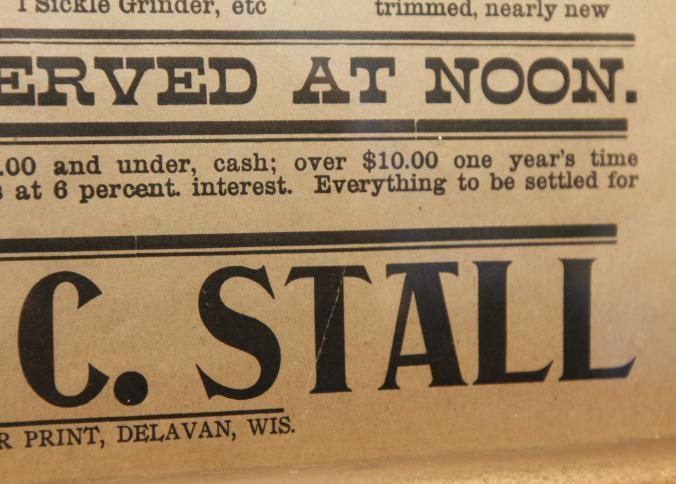 1 Sickle Grinder, etc
trimmed, nearly new
ERVED AT NOON.
.00 and under, cash; over $10.00 one year's time
s at 6 percent. interest. Everything to be settled for
C. STALL
R PRINT, DELAVAN, WIS.